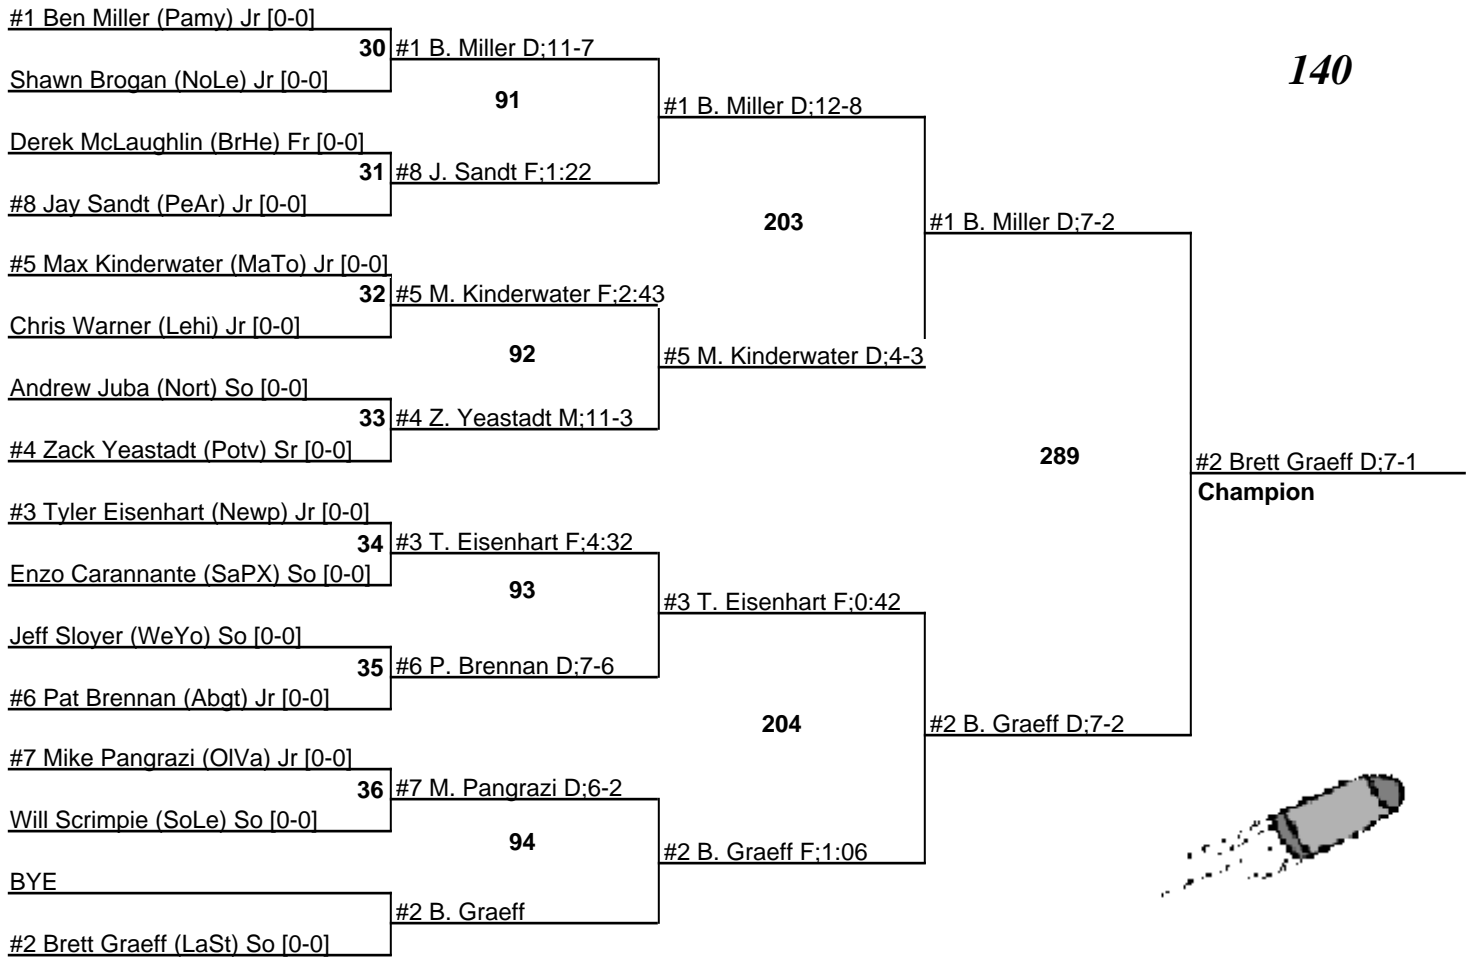 #1 Ben Miller (Pamy) Jr [0-0]
30 #1 B. Miller D;11-7
140
Shawn Brogan (NoLe) Jr [0-0]
91
#1 B. Miller D;12-8
Derek McLaughlin (BrHe) Fr [0-0]
31 #8 J. Sandt F;1:22
#8 Jay Sandt (PeAr) Jr [0-0]
203
#1 B. Miller D;7-2
#5 Max Kinderwater (MaTo) Jr [0-0]
32 #5 M. Kinderwater F;2:43
Chris Warner (Lehi) Jr [0-0]
92
#5 M. Kinderwater D;4-3
Andrew Juba (Nort) So [0-0]
33 #4 Z. Yeastadt M;11-3
#4 Zack Yeastadt (Potv) Sr [0-0]
289
#2 Brett Graeff D;7-1
Champion
#3 Tyler Eisenhart (Newp) Jr [0-0]
34 #3 T. Eisenhart F;4:32
Enzo Carannante (SaPX) So [0-0]
93
#3 T. Eisenhart F;0:42
Jeff Sloyer (WeYo) So [0-0]
35 #6 P. Brennan D;7-6
#6 Pat Brennan (Abgt) Jr [0-0]
204
#2 B. Graeff D;7-2
#7 Mike Pangrazi (OlVa) Jr [0-0]
36 #7 M. Pangrazi D;6-2
Will Scrimpie (SoLe) So [0-0]
94
#2 B. Graeff F;1:06
BYE
#2 B. Graeff
#2 Brett Graeff (LaSt) So [0-0]